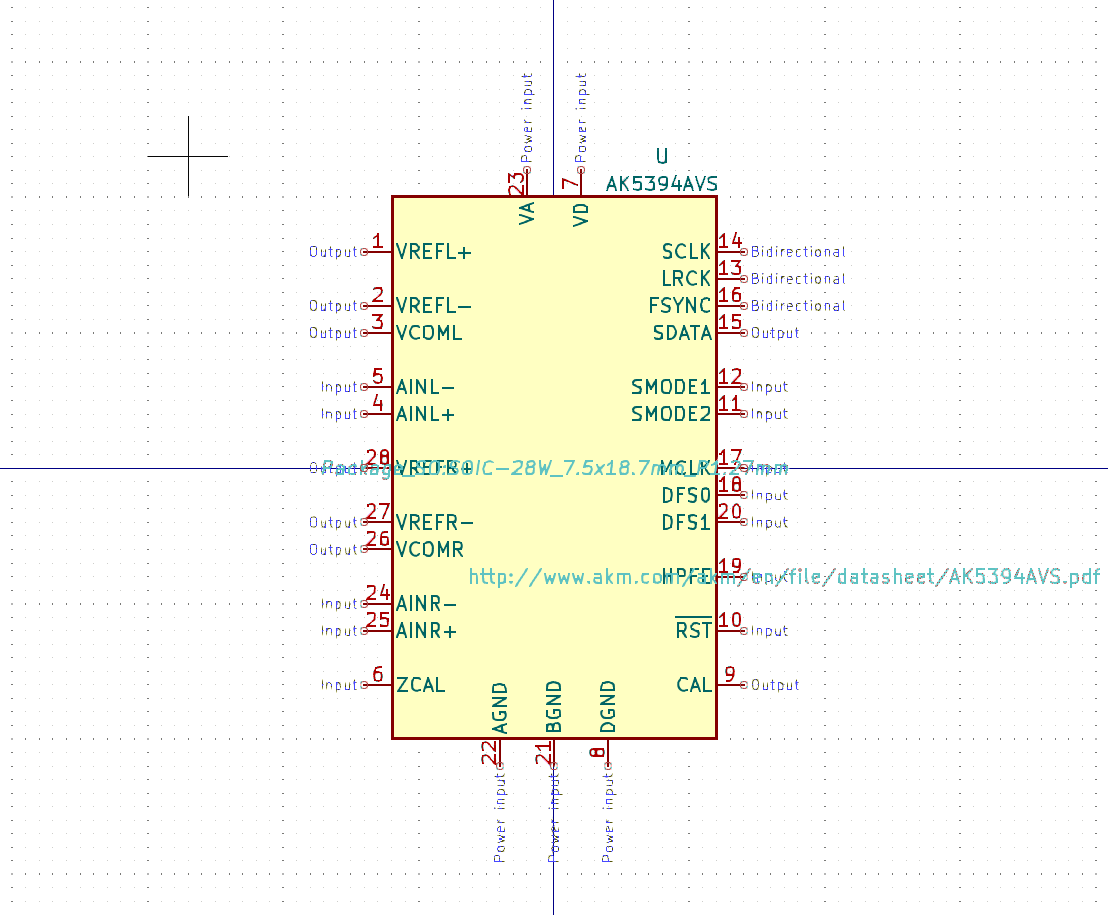 Power input Power input
U
AK5394AVS
23 7
VA VD
Output 1 VREFL+ SCLK 14 Bidirectional
LRCK 13 Bidirectional
Output 2 VREFL- FSYNC 16 Bidirectional
Output 3 VCOML SDATA 15 Output
Input 5 AINL- SMODE1 12 Input
Input 4 AINL+ SMODE2 11 Input
Output 28 VREFR+ MCLK 17 Input
Package_SO:SOIC-28W_7.5x18.7mm_P1.27mm
DFS0 18 Input
Output 27 VREFR- DFS1 20 Input
Output 26 VCOMR
HPFE 19 Input
http://www.akm.com/akm/en/file/datasheet/AK5394AVS.pdf
Input 24 AINR-
Input 25 AINR+ RST 10 Input
Input 6 ZCAL CAL 9 Output
AGND BGND DGND
22 21 8
Power input Power input Power input